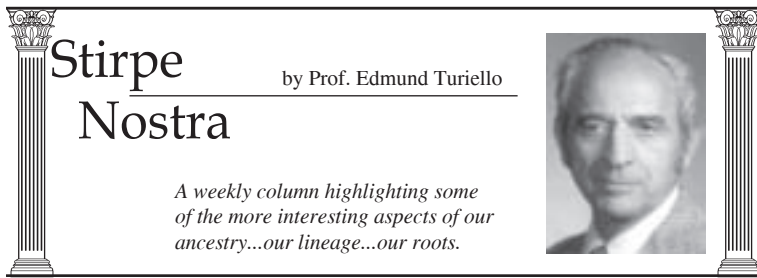 Stirpe
by Prof. Edmund Turiello
Nostra
A weekly column highlighting some
of the more interesting aspects of our
ancestry...our lineage...our roots.